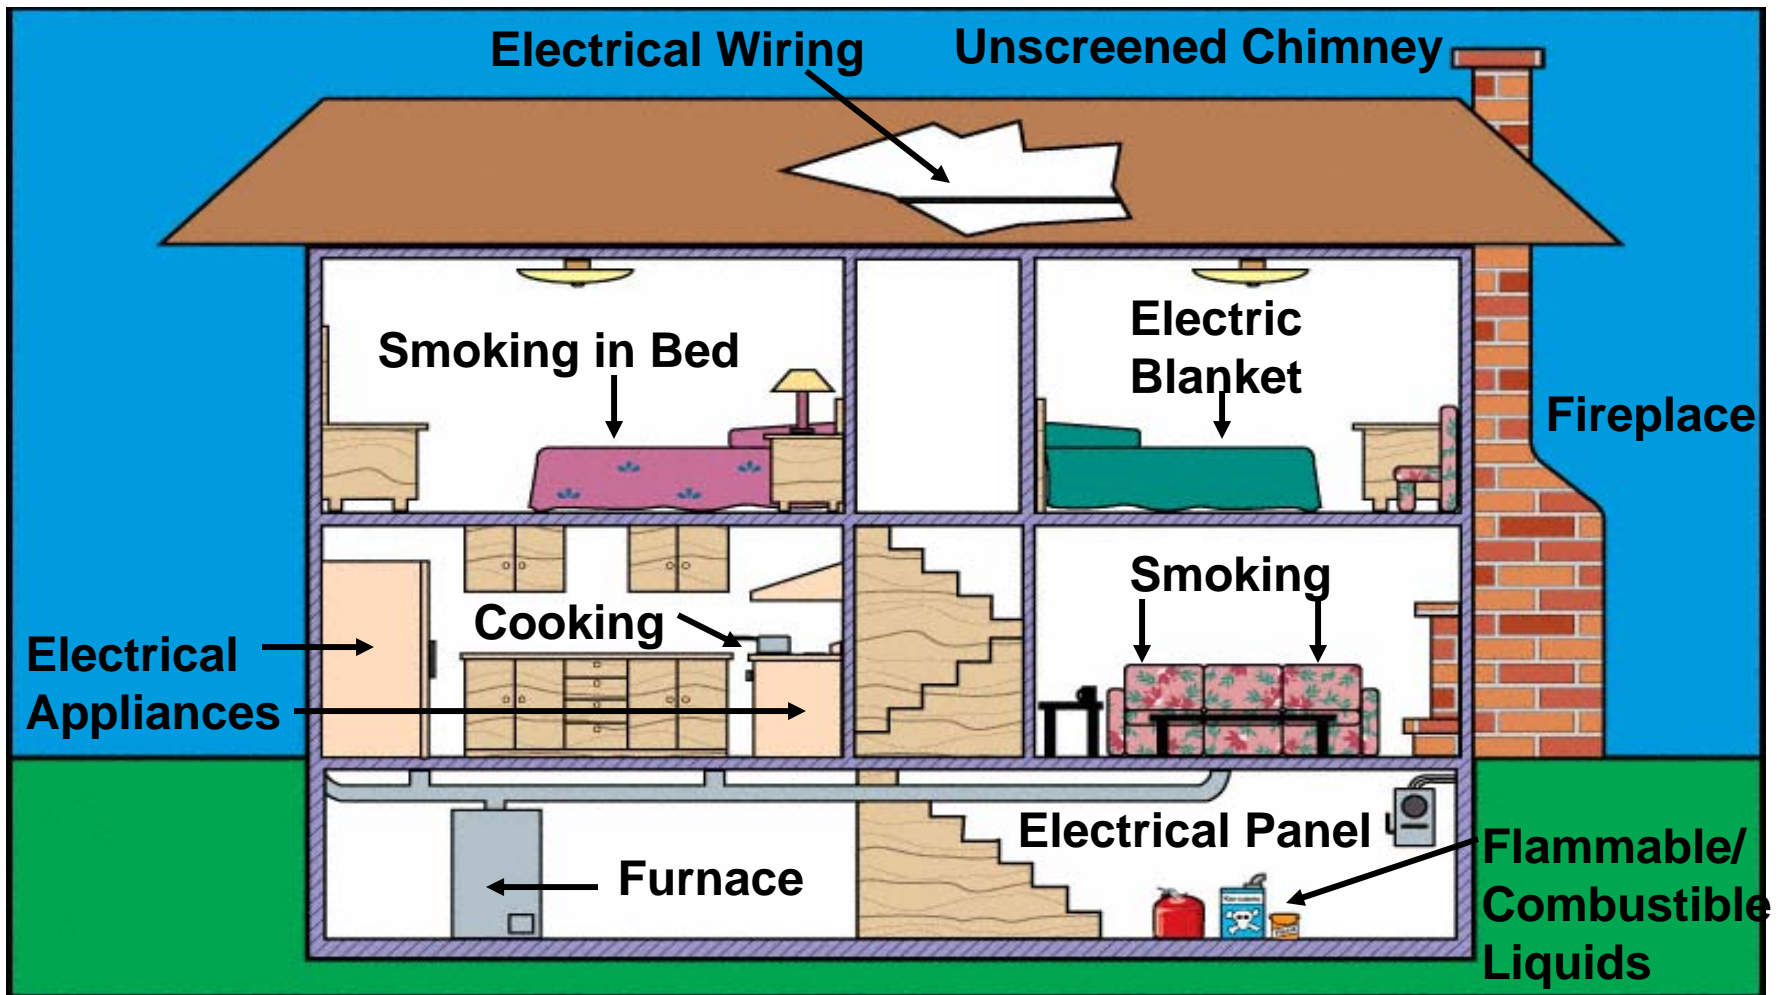 Electrical Wiring
Unscreened Chimney
Smoking in Bed
Electric
Blanket
Fireplace
Cooking
Smoking
Electrical
Appliances
Furnace
Electrical Panel
Flammable/
Combustible
Liquids